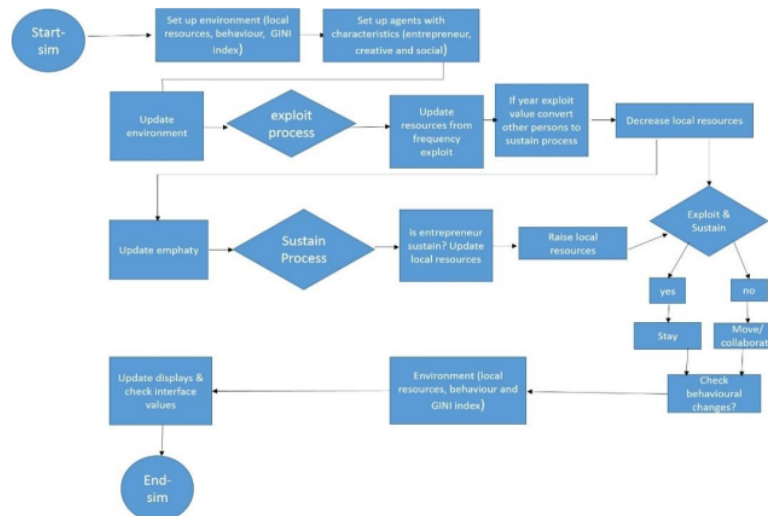 Start-
sim
Set up environment (local
resources, behaviour, GINI
index)
Set up agents with
characteristics (entrepreneur,
creative and social)
Update
environment
exploit
process
Update
resources from
frequency
exploit
If year exploit
value convert
other persons to
sustain process
Decrease local resources
Update emphaty
Sustain
Process
is entrepreneur
sustain? Update
local resources
Raise local
resources
Exploit &
Sustain
yes
no
Stay
Move/
collaborat
Check
behavioural
changes?
Environment (local
resources, behaviour and
GINI index)
Update displays &
check interface
values
End-
sim